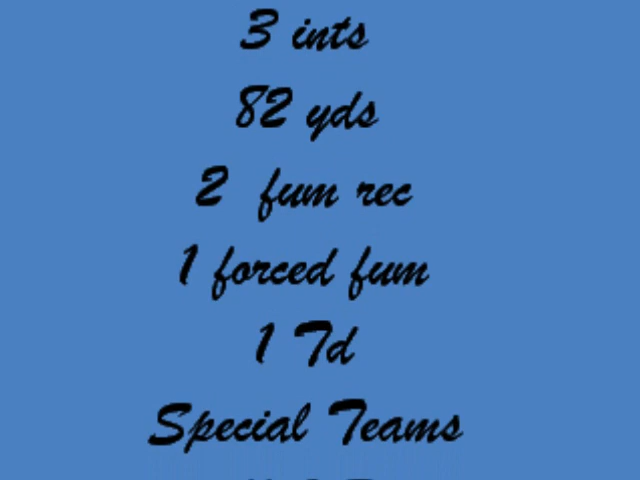 3 ints
82 yds
2 fum rec
1 forced fum
1 Td
Special Teams